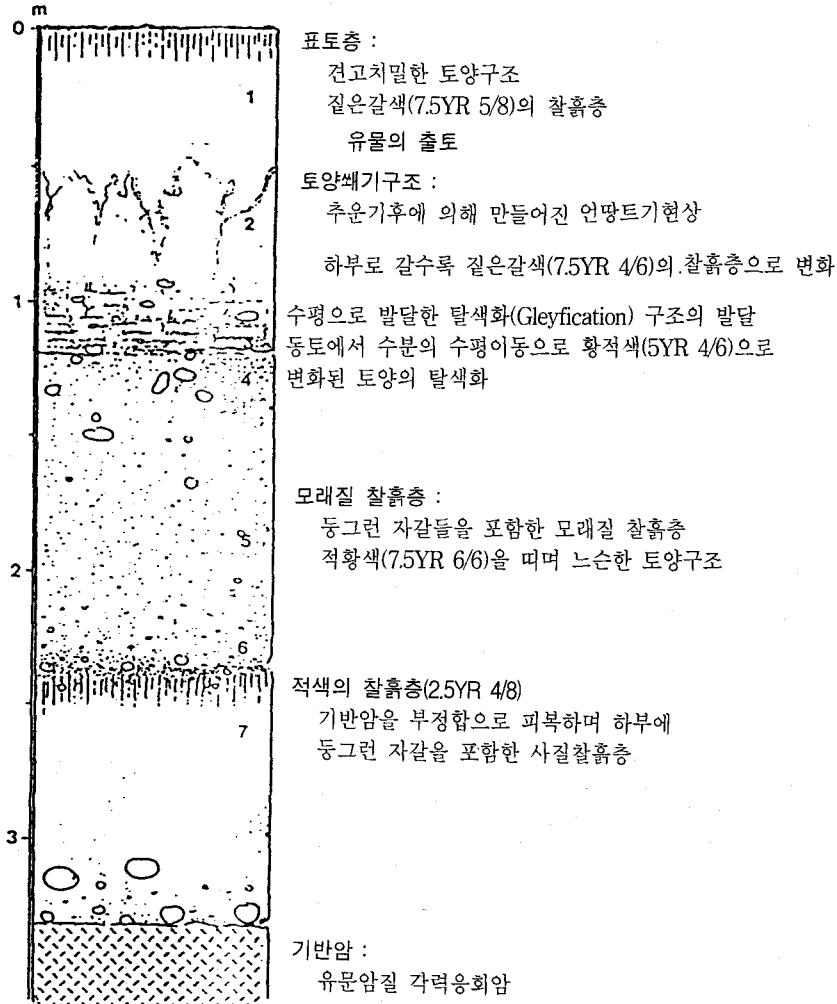 m
0
표토층 :
견고치밀한 토양구조
1
짙은갈색(7.5YR 5/8)의 찰흙층
유물의 출토
토양쐐기구조 :
2
추운기후에 의해 만들어진 언땅트기현상
하부로 갈수록 짙은갈색(7.5YR 4/6)의.찰흙층으로 변화
1
수평으로 발달한 탈색화(Gleyfication) 구조의 발달
동토에서 수분의 수평이동으로 황적색(5YR 4/6)으로
4
변화된 토양의 탈색화
모래질 찰흙층 :
5
둥그런 자갈들을 포함한 모래질 찰흙층
2
적황색(7.5YR 6/6)을 띠며 느슨한 토양구조
6
적색의 찰흙층(2.5YR 4/8)
7
기반암을 부정합으로 피복하며 하부에
둥그런 자갈을 포함한 사질찰흙층
3
기반암 :
유문암질 각력응회암